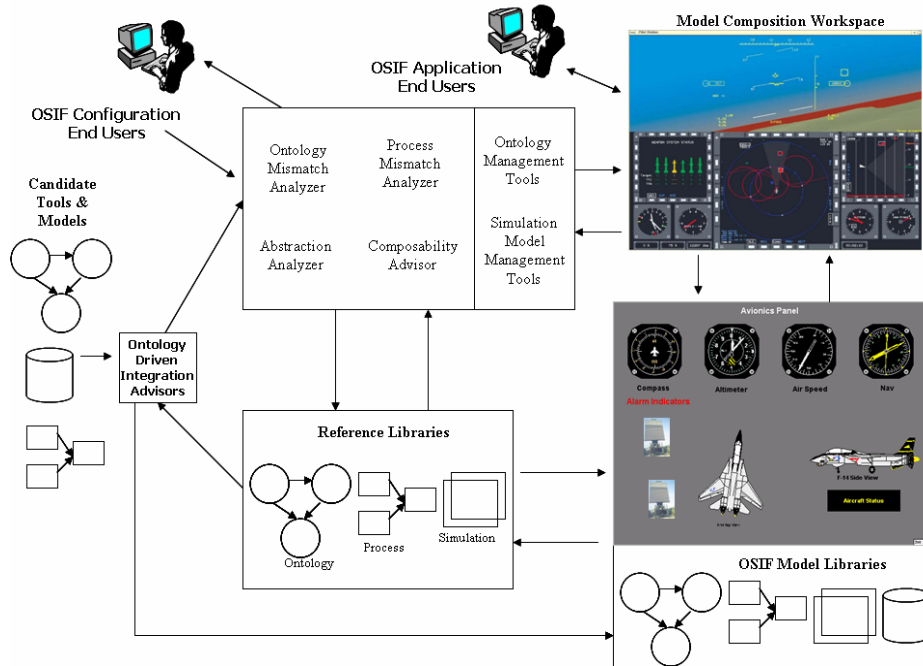 Model Composition Workspace
OSIF Application
End Users
OSIF Configuration
End Users
Ontology
Mismatch
Analyzer
Process
Mismatch
Analyzer
Ontology
Management
Tools
Candidate
Tools &
Models
Abstraction
Analyzer
Composability
Advisor
Simulation
Model
Management
Tools
Avionics Panel
Compass
Altimeter
Air Speed
Nav
Ontology
Driven
Integration
Advisors
Alarm Indicators
Reference Libraries
F-14 Side View
Aircraft Status
Ontology
Process
Simulation
OSIF Model Libraries